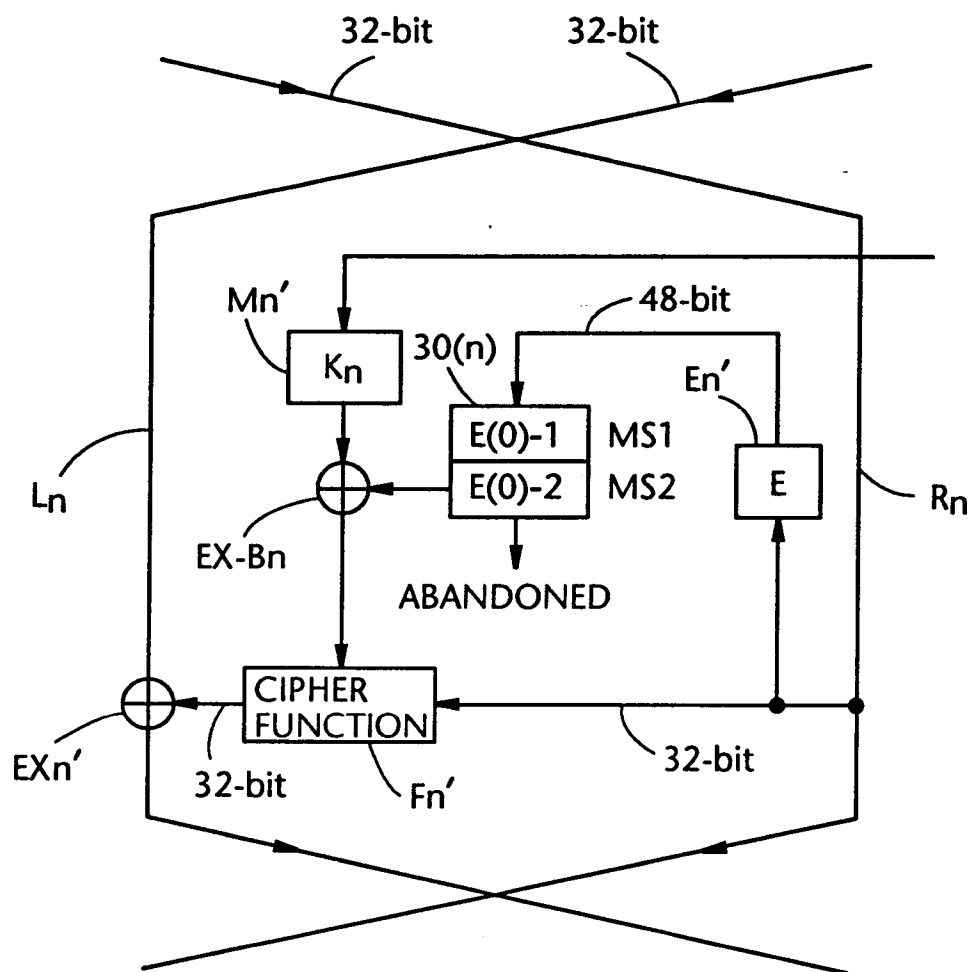 32-bit 32-bit
Mn′
48-bit
30(n)
Kn
En′
E(0)-1 MS1
E(0)-2 MS2
E
Ln
Rn
EX-Bn
ABANDONED
CIPHER
FUNCTION
EXn′
32-bit
32-bit
Fn′